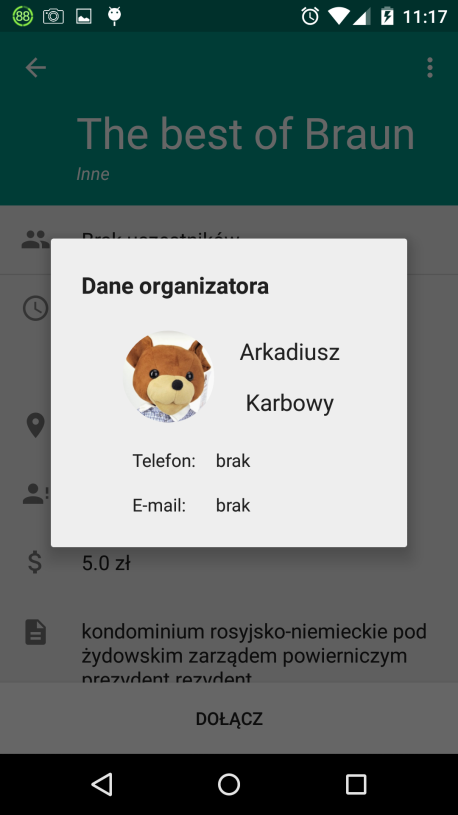 88
11:17
The best of Braun
Inne
Brak uczestników
Dane organizatora
Arkadiusz
Karbowy
Telefon: brak
E-mail: brak
5.0 zł
kondominium rosyjsko-niemieckie pod
żydowskim zarządem powierniczym
prezydent rezydent
DOŁĄCZ